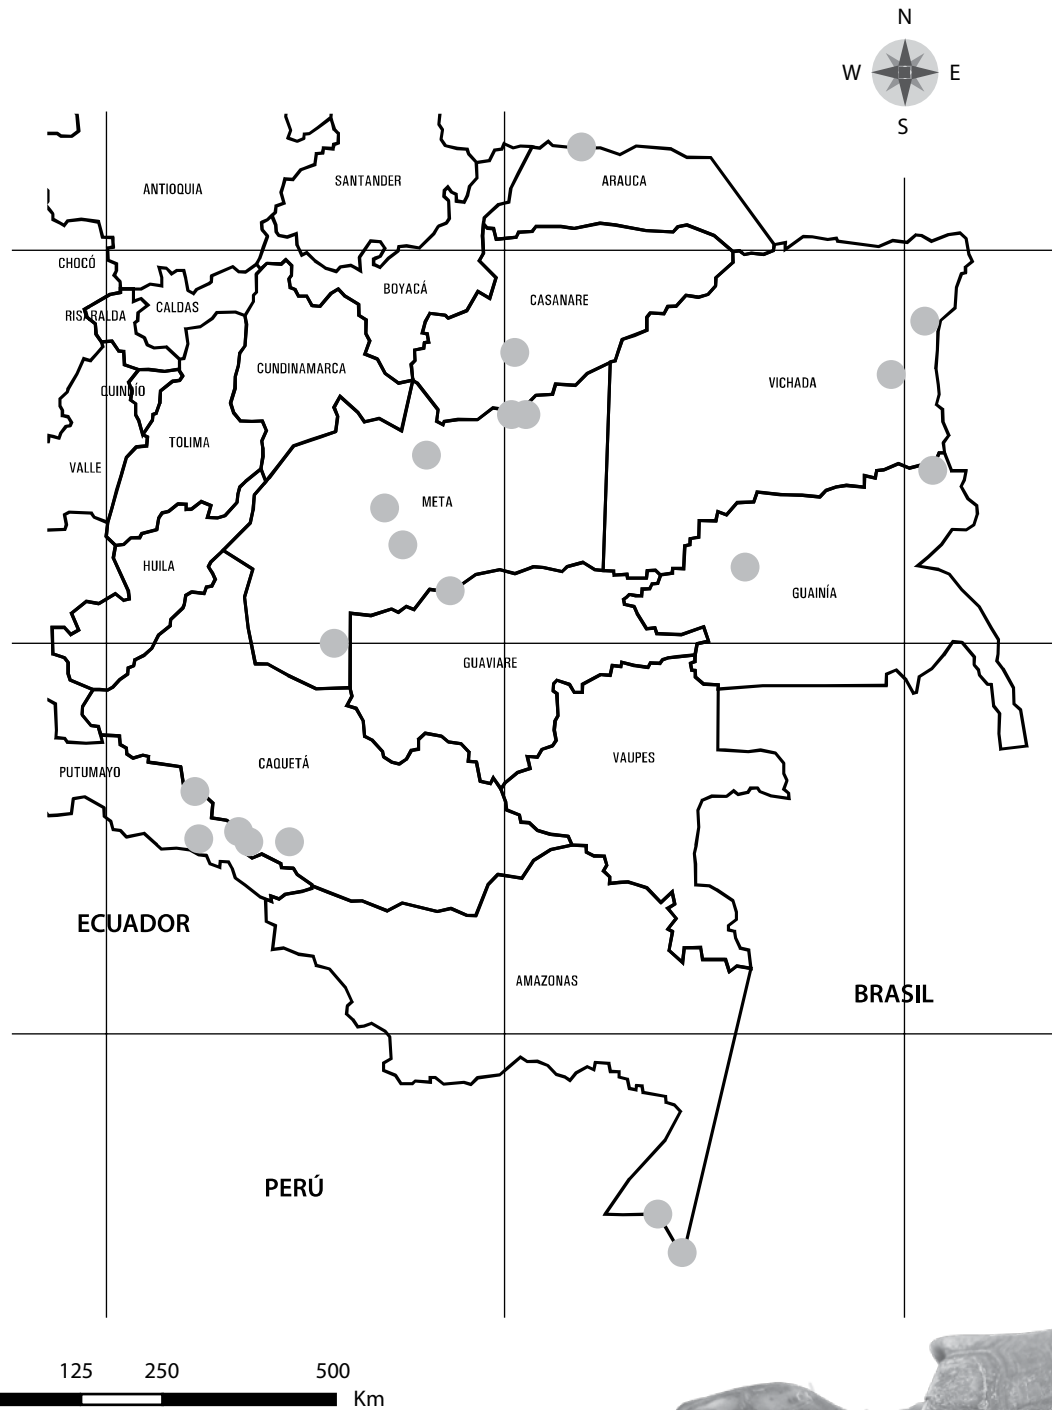 N
W E
S
ANTIOQUIA
SANTANDER
ARAUCA
CHOCÓ
BOYACÁ
CASANARE
RISARALDA
CALDAS
CUNDINAMARCA
VICHADA
QUINDÍO
TOLIMA
VALLE
META
HUILA
GUAINÍA
GUAVIARE
PUTUMAYO
CAQUETÁ
VAUPES
ECUADOR
AMAZONAS
BRASIL
PERÚ
125 250 500
Km